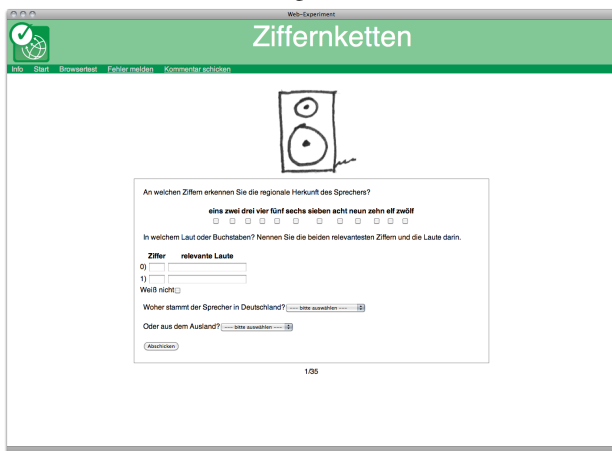 Web-Experiment
Ziffernketten
Info Start Browsertest Fehler melden Kommentar schicken
An welchen Ziffern erkennen Sie die regionale Herkunft des Sprechers?
eins zwei drei vier fünf sechs sieben acht neun zehn elf zwölf
In welchem Laut oder Buchstaben? Nennen Sie die beiden relevantesten Ziffern und die Laute darin.
Ziffer relevante Laute
0)
1)
Weiß nicht
Woher stammt der Sprecher in Deutschland? ---- bitte auswählen ----
Oder aus dem Ausland? ---- bitte auswählen ----
Abschicken
1/35